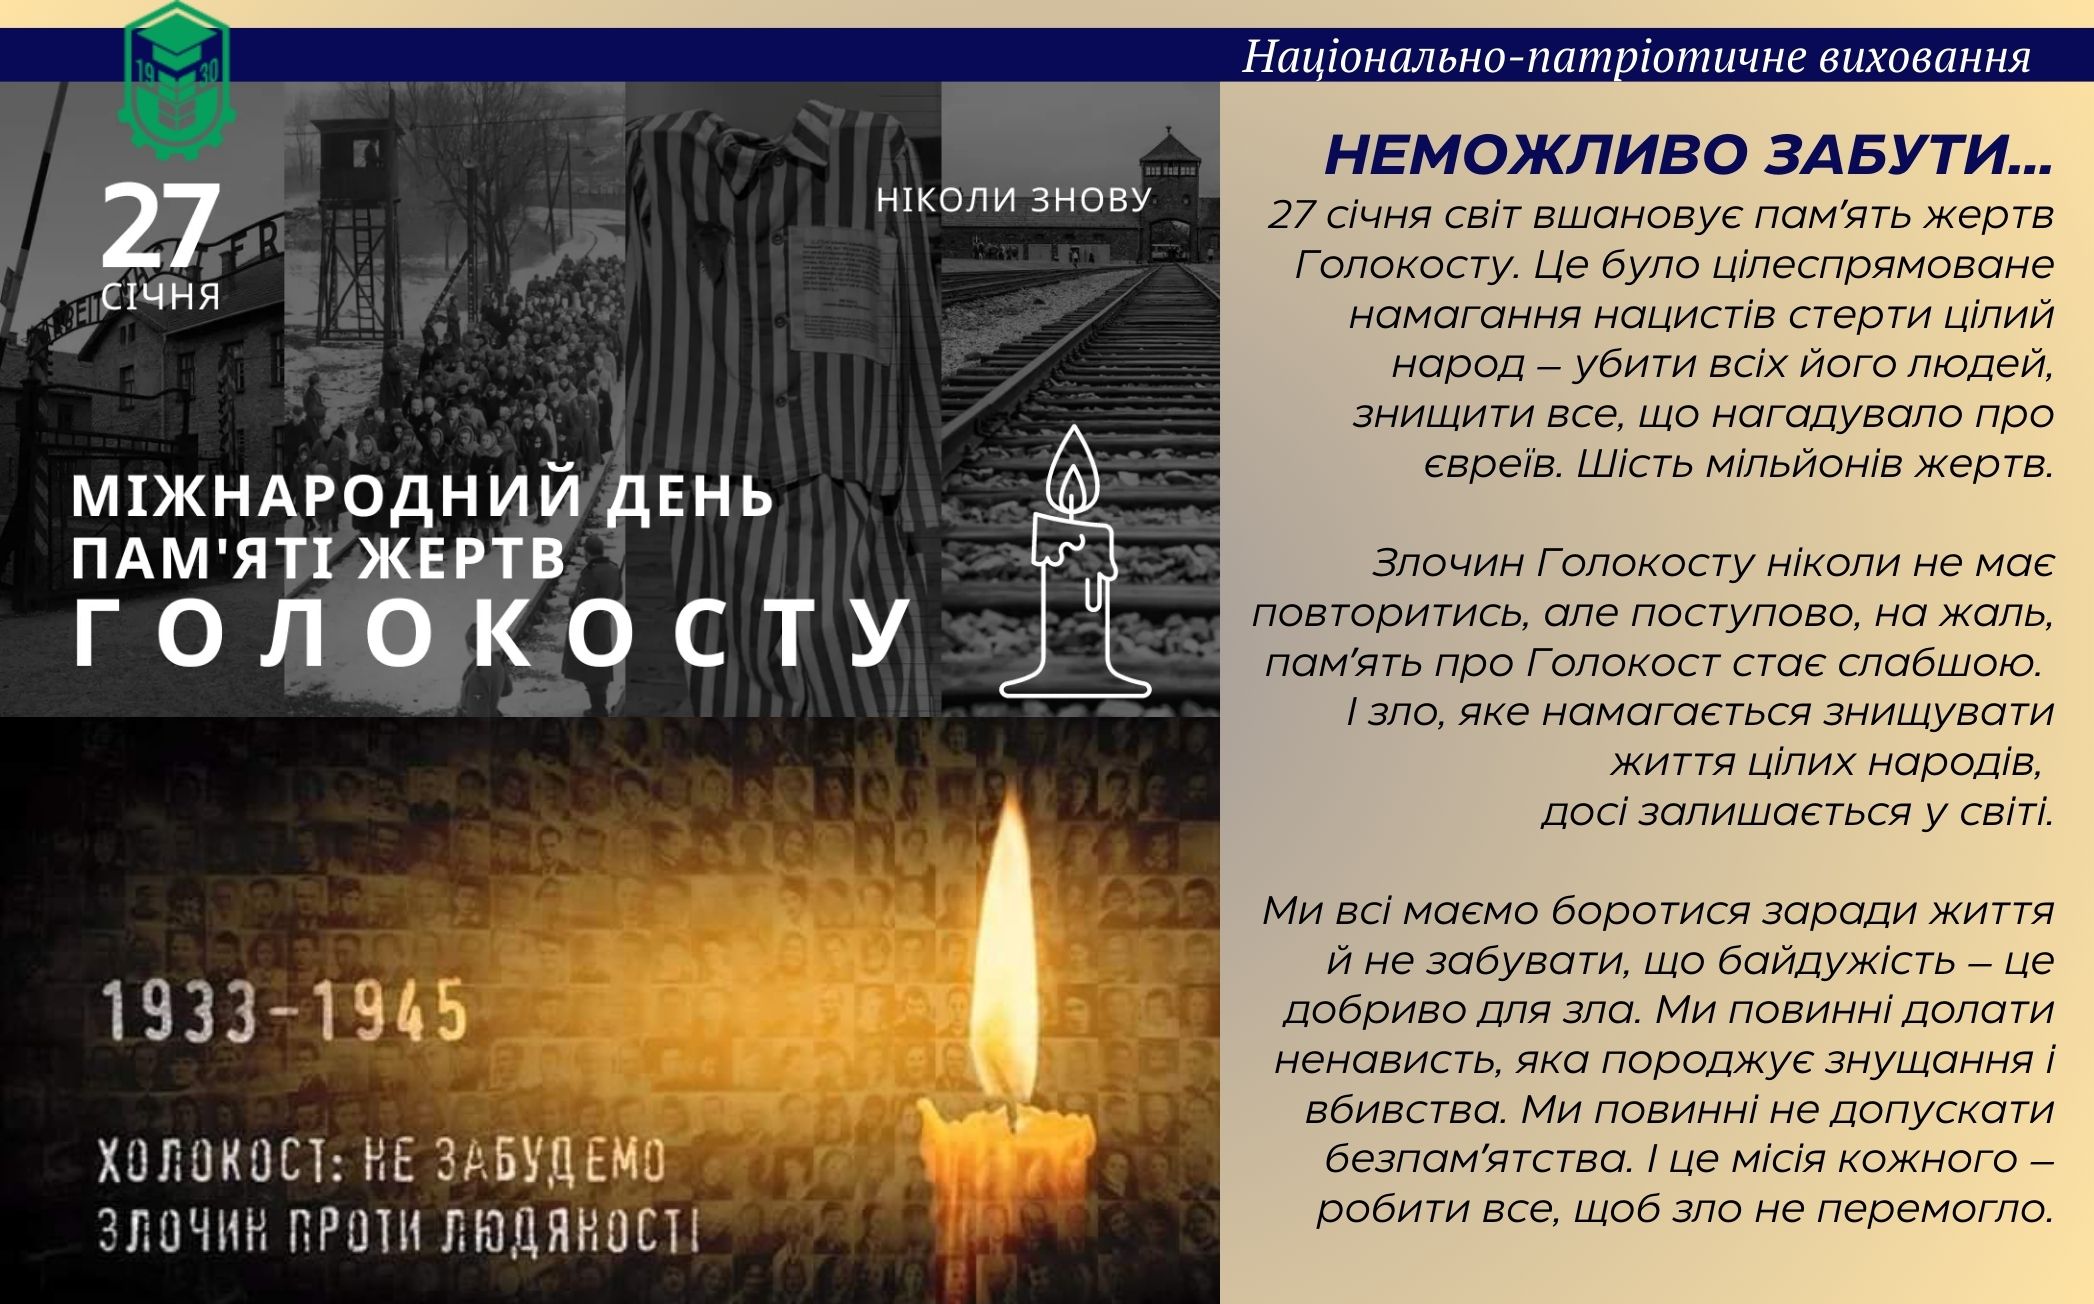 Національно-патріотичне виховання
19 30
27
СІЧНЯ
НІКОЛИ ЗНОВУ
МІЖНАРОДНИЙ ДЕНЬ
ПАМ'ЯТІ ЖЕРТВ
ГОЛОКОСТУ
1933-1945
ХОЛОКОСТ: НЕ ЗАБУДЕМО
ЗЛОЧИН ПРОТИ ЛЮДЯНОСТІ
НЕМОЖЛИВО ЗАБУТИ...
27 січня світ вшановує пам’ять жертв
Голокосту. Це було цілеспрямоване
намагання нацистів стерти цілий
народ – убити всіх його людей,
знищити все, що нагадувало про
євреїв. Шість мільйонів жертв.
Злочин Голокосту ніколи не має
повторитись, але поступово, на жаль,
пам’ять про Голокост стає слабшою.
І зло, яке намагається знищувати
життя цілих народів,
досі залишається у світі.
Ми всі маємо боротися заради життя
й не забувати, що байдужість – це
добриво для зла. Ми повинні долати
ненависть, яка породжує знущання і
вбивства. Ми повинні не допускати
безпам’ятства. І це місія кожного –
робити все, щоб зло не перемогло.